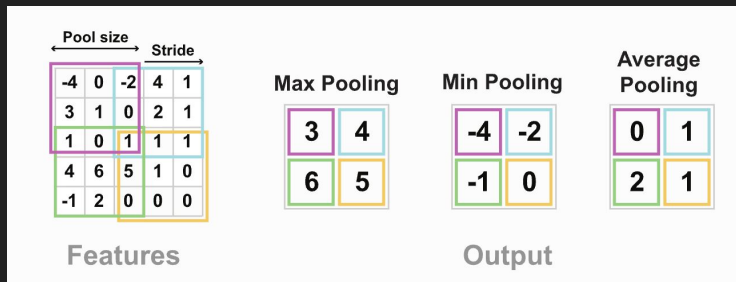 Pool size
Stride
-4 0 -2 4 1
3 1 0 2 1
1 0 1 1 1
4 6 5 1 0
-1 2 0 0 0
Features
Max Pooling
3 4
6 5
Min Pooling
-4 -2
-1 0
Average
Pooling
0 1
2 1
Output